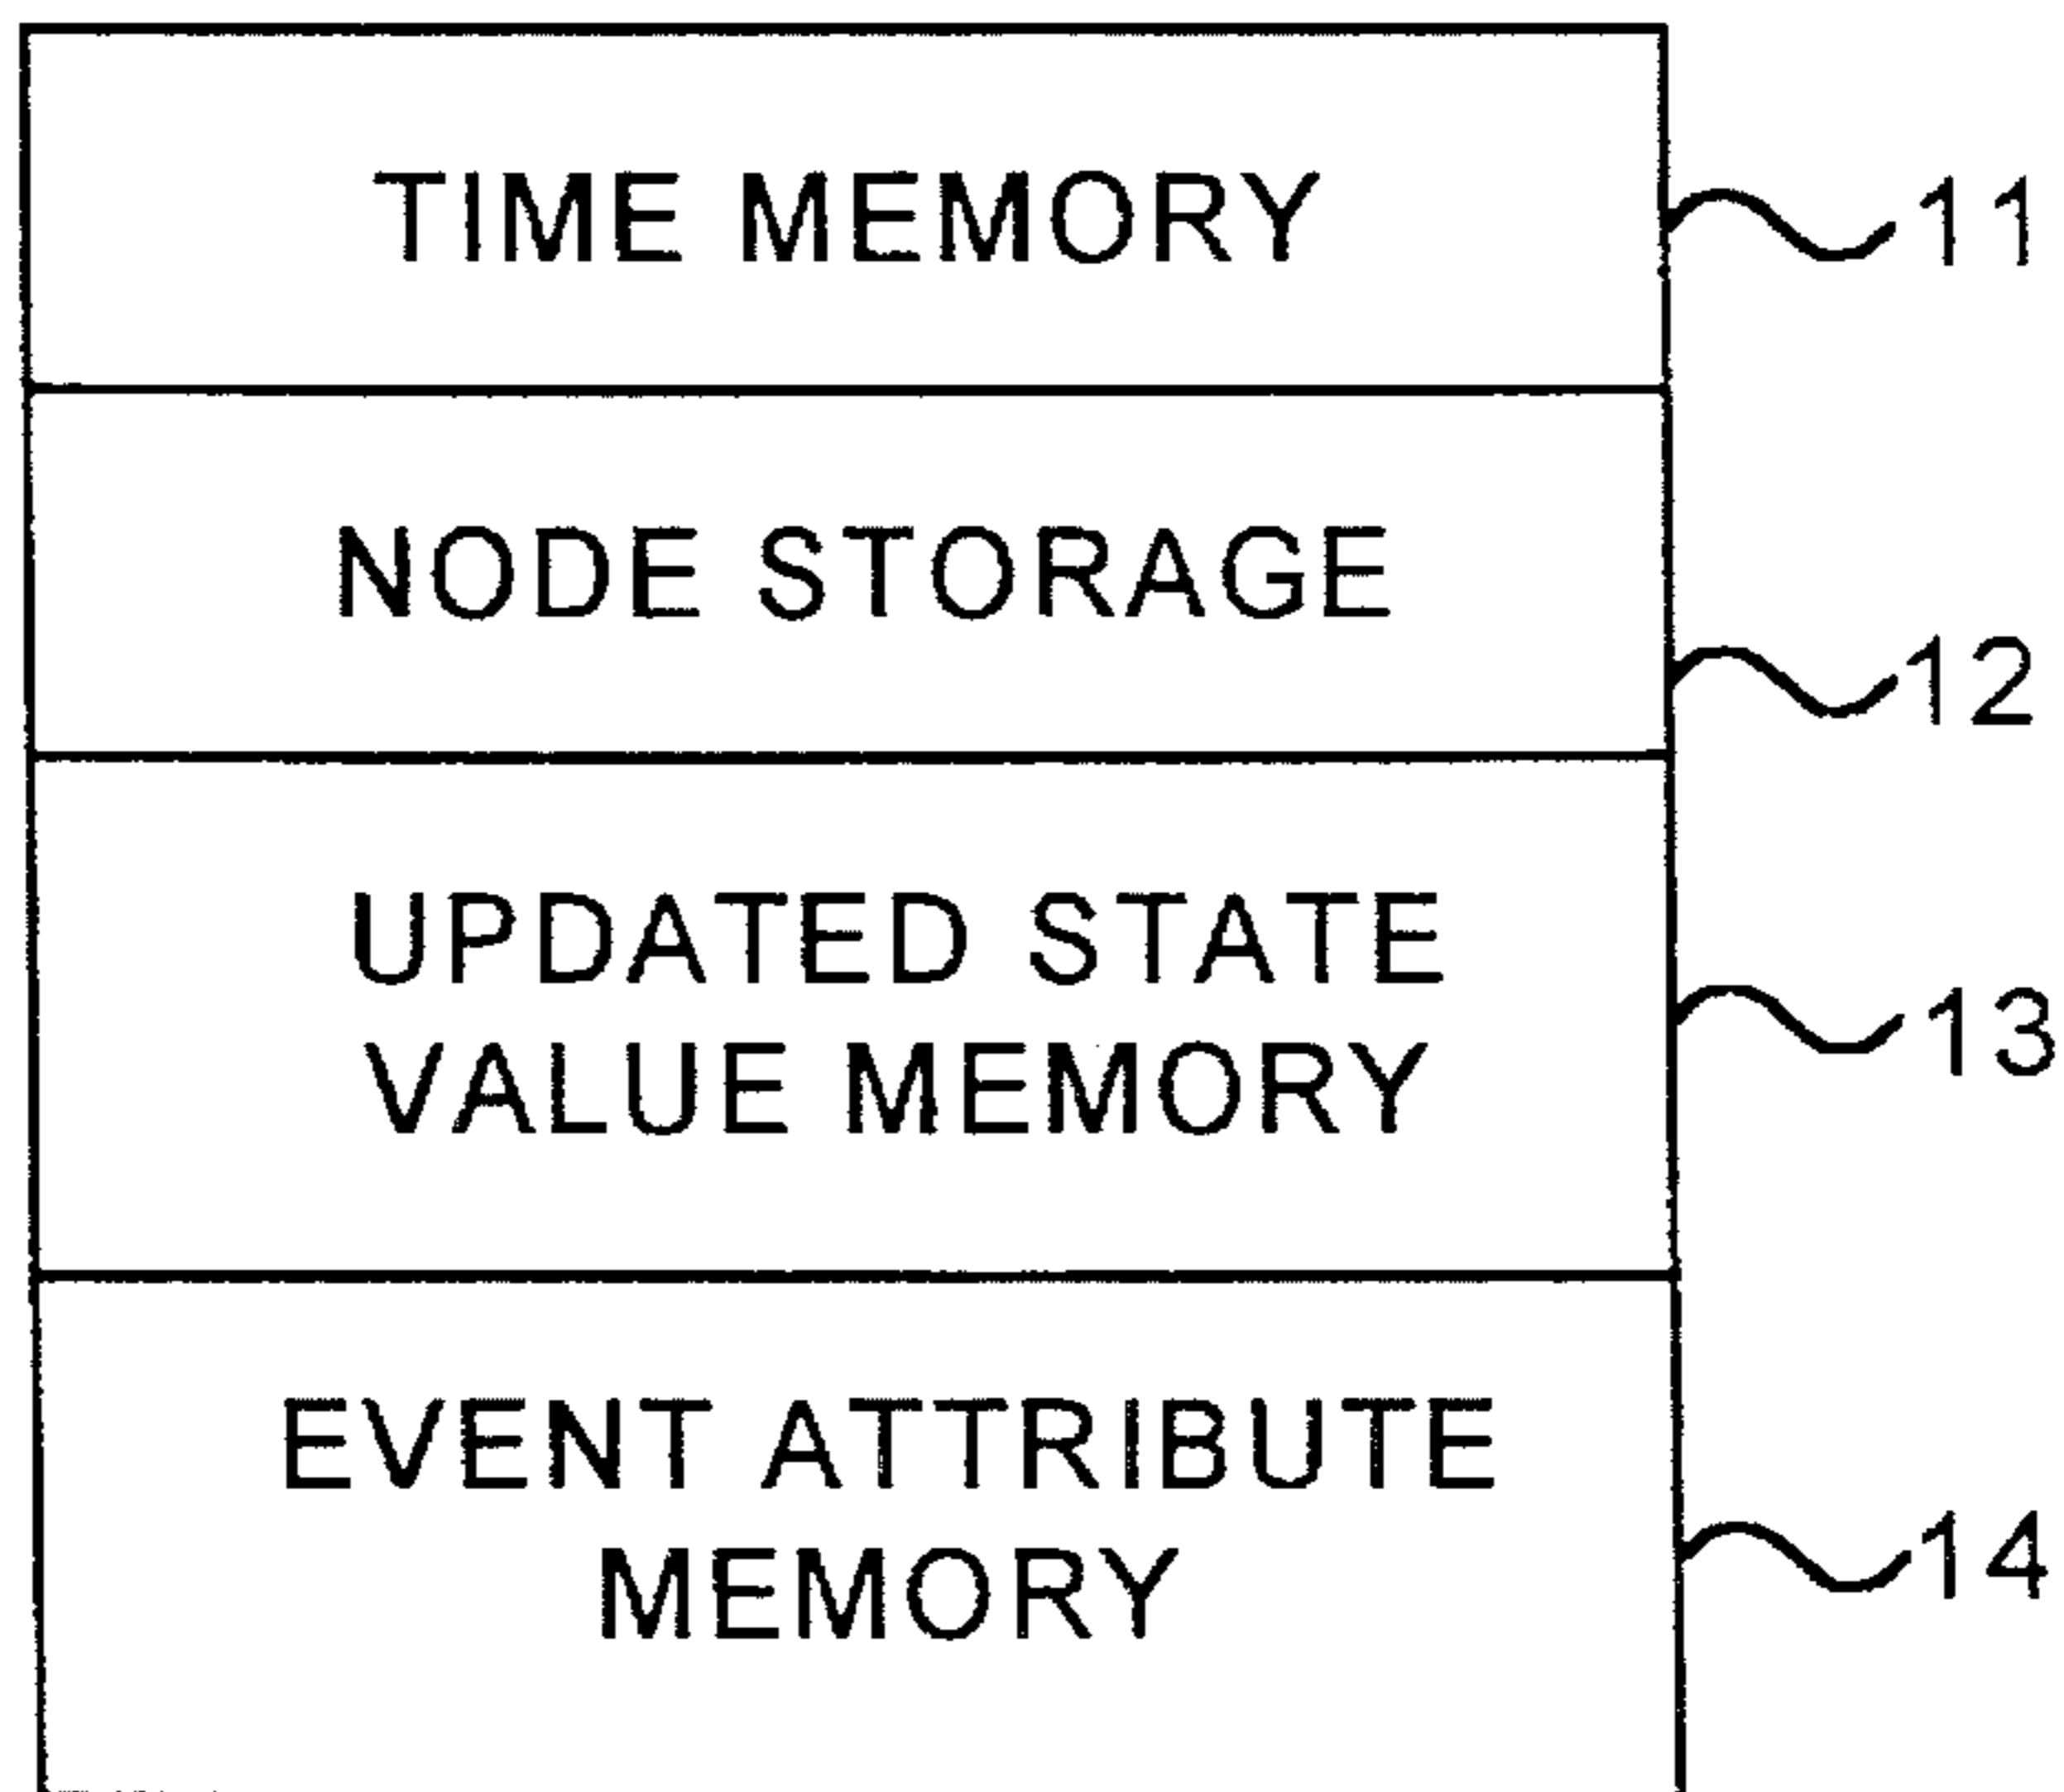 TIME MEMORY
11
NODE STORAGE
12
UPDATED STATE
VALUE MEMORY
13
EVENT ATTRIBUTE
MEMORY
14